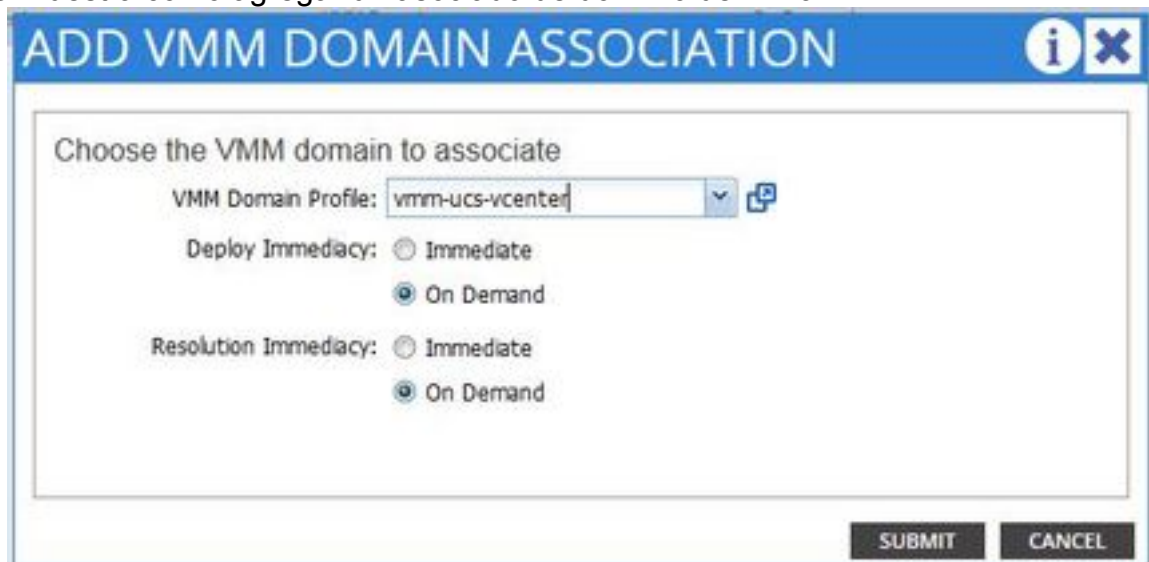 ADD VMM DOMAIN ASSOCIATION
Choose the VMM domain to associate
VMM Domain Profile: vmm-ucs-vcenter
Deploy Immediacy: Immediate
On Demand
Resolution Immediacy: Immediate
On Demand
SUBMIT CANCEL